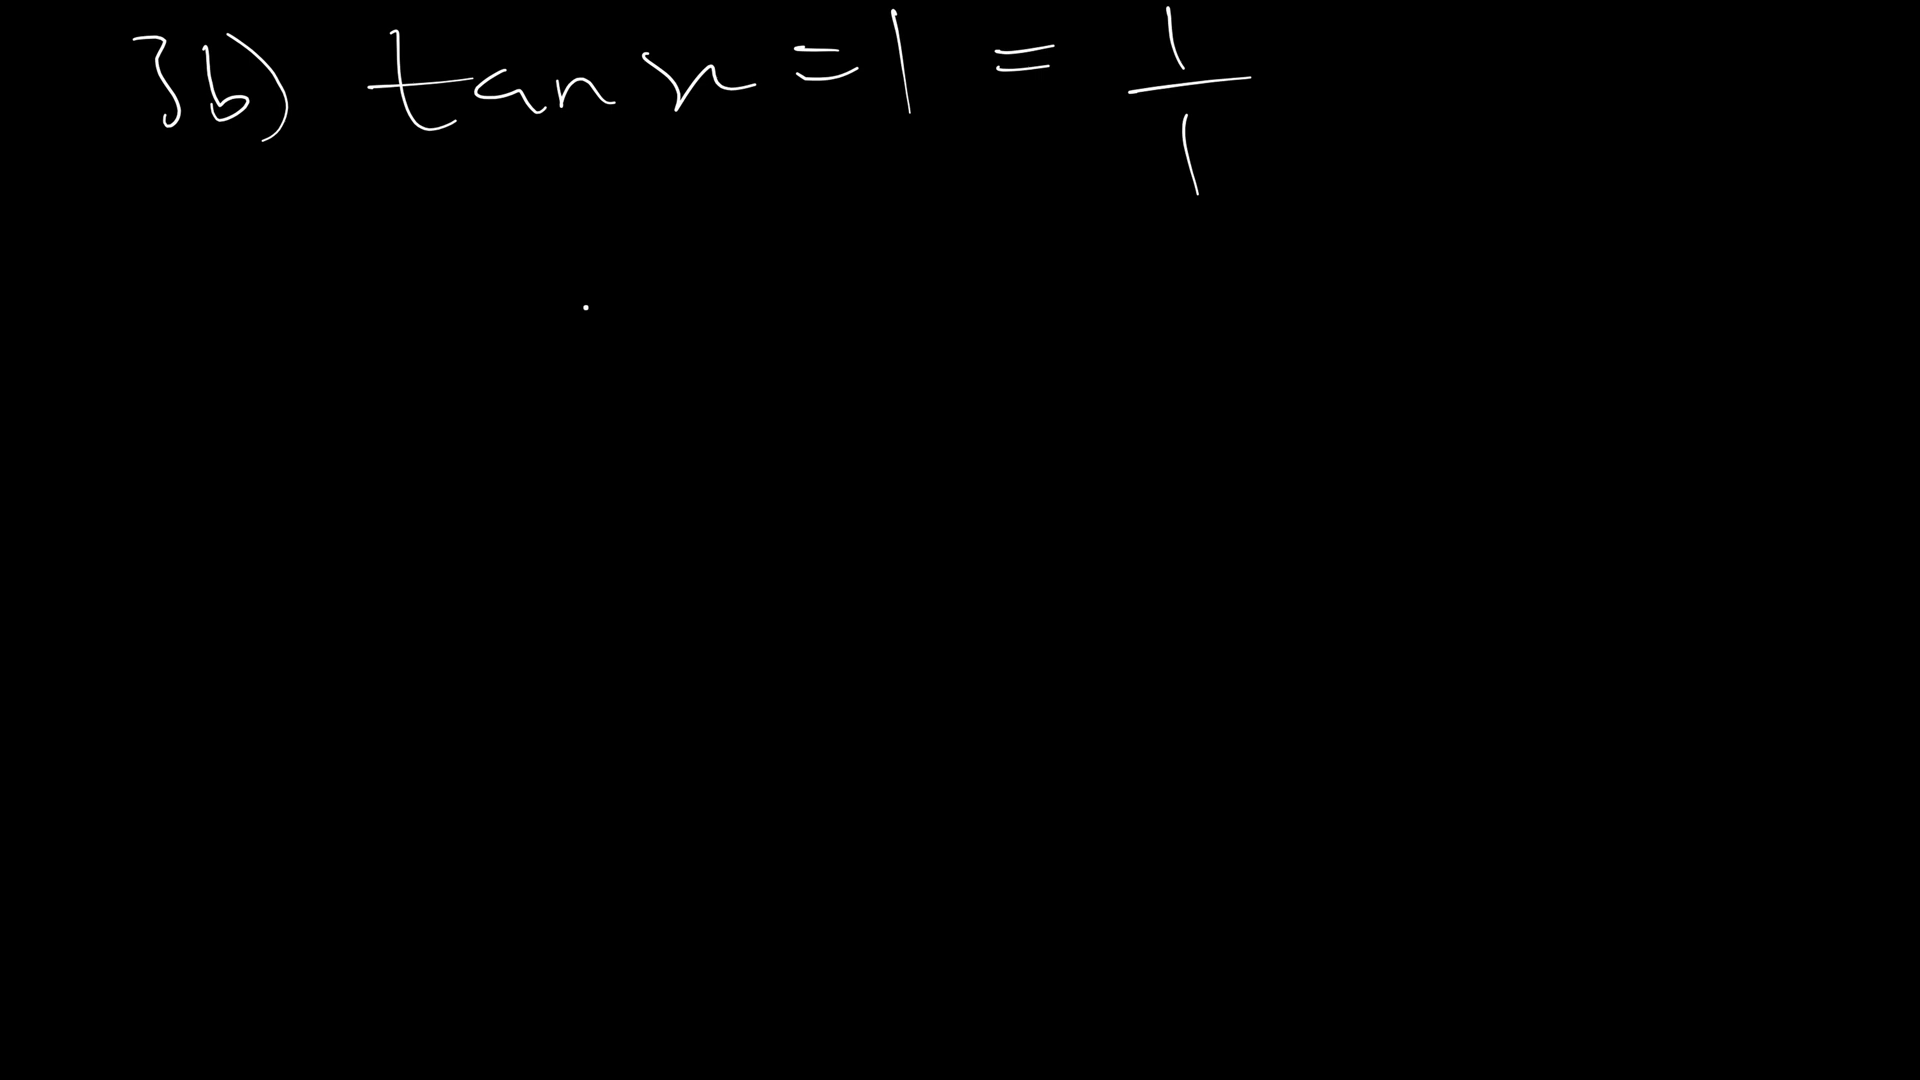 3b) tan x = 1 = 1/1